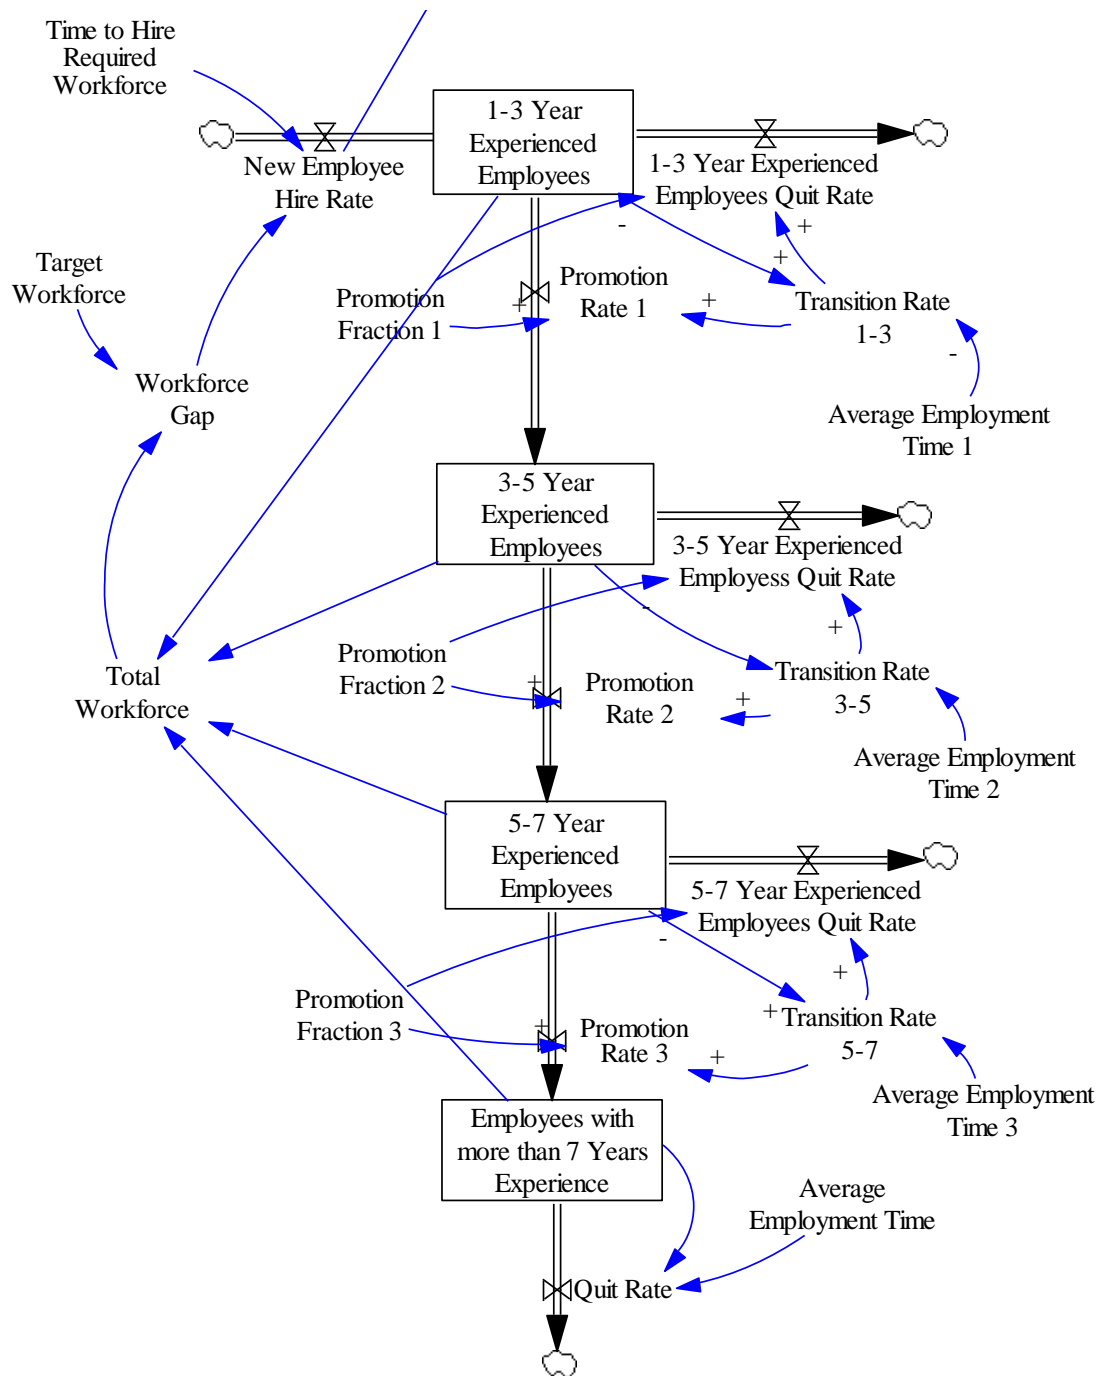 Time to Hire
Required
Workforce
1-3 Year
Experienced
Employees
New Employee
Hire Rate
1-3 Year Experienced
Employees Quit Rate
-
+
+
Target
Workforce
Promotion
Fraction 1
+
Promotion
Rate 1
+
Transition Rate
1-3
-
Workforce
Gap
Average Employment
Time 1
3-5 Year
Experienced
Employees
3-5 Year Experienced
Employess Quit Rate
-
+
Promotion
Fraction 2
+
Promotion
Rate 2
+
Transition Rate
3-5
Total
Workforce
Average Employment
Time 2
5-7 Year
Experienced
Employees
5-7 Year Experienced
Employees Quit Rate
-
+
Promotion
Fraction 3
+
Promotion
Rate 3
+
+
Transition Rate
5-7
Average Employment
Time 3
Employees with
more than 7 Years
Experience
Average
Employment Time
Quit Rate